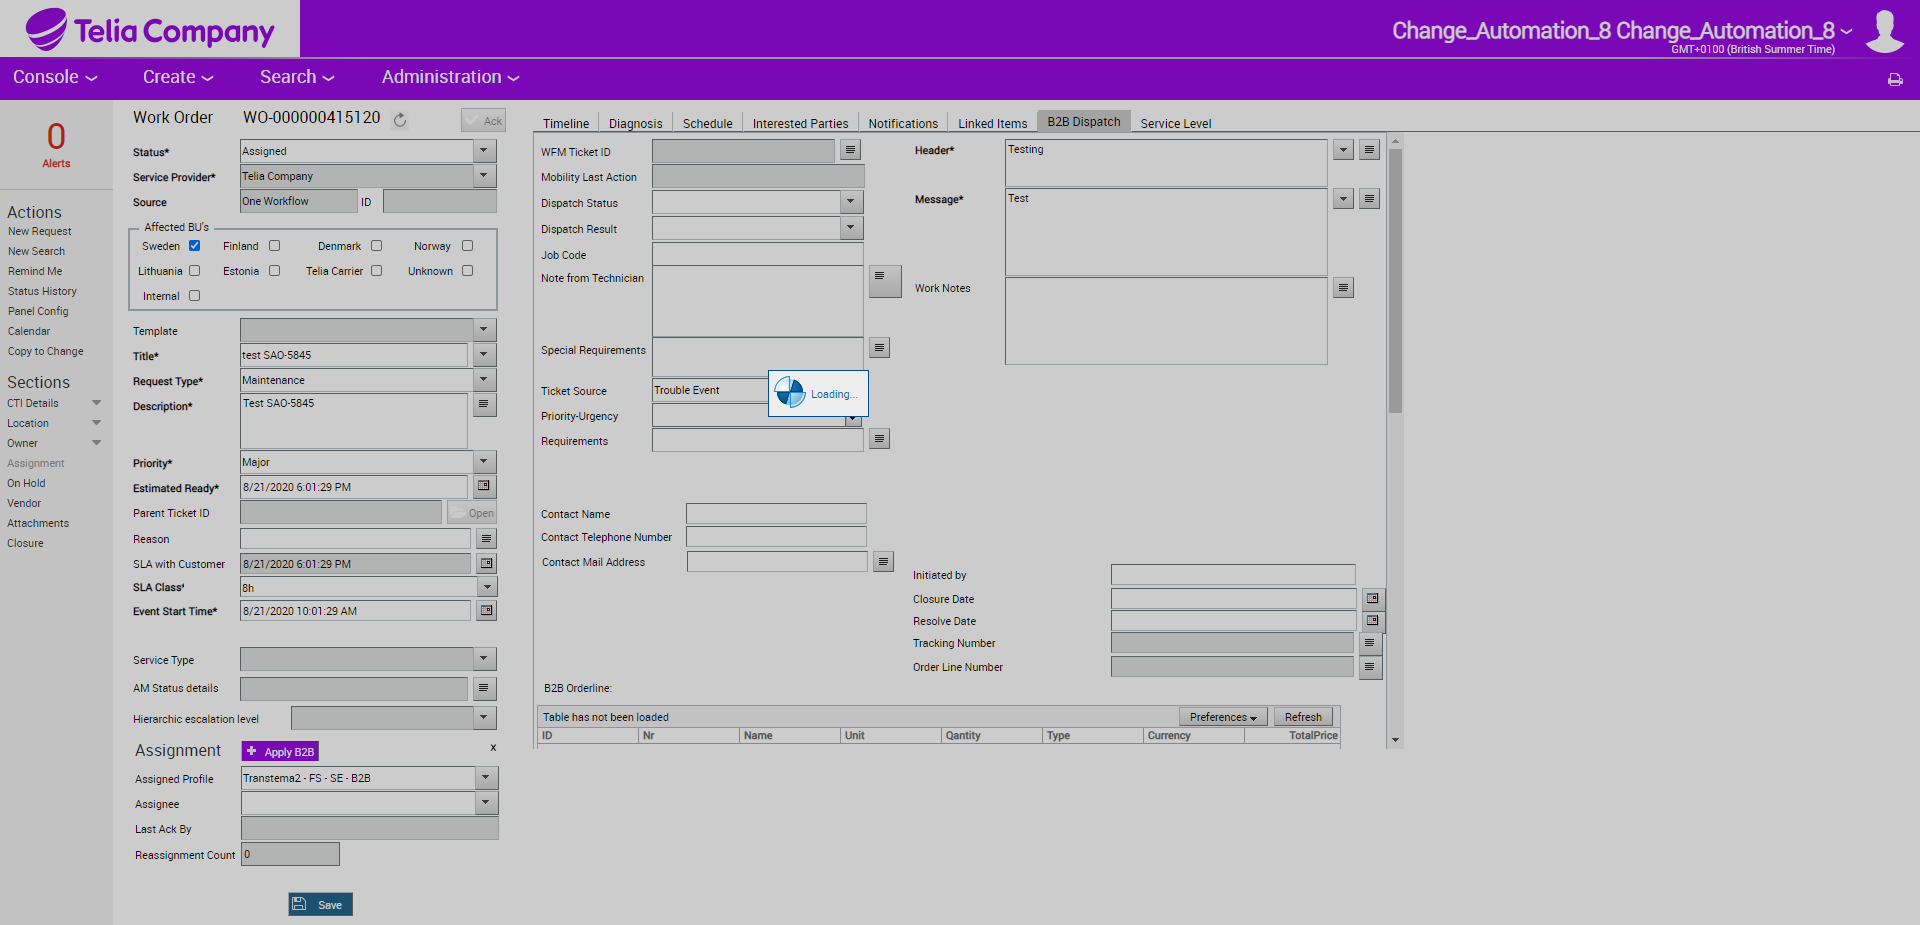 Telia Company
Change_Automation_8 Change_Automation_8
GMT+0100 (British Summer Time)
Console
Create
Search
Administration
0
Alerts
Actions
New Request
New Search
Remind Me
Status History
Panel Config
Calendar
Copy to Change
Sections
CTI Details
Location
Owner
Assignment
On Hold
Vendor
Attachments
Closure
Work Order WO-000000415120
Ack
Status* Assigned
Service Provider* Telia Company
Source One Workflow ID
Affected BU's
Sweden Finland Denmark Norway
Lithuania Estonia Telia Carrier Unknown
Internal
Template
Title* test SAO-5845
Request Type* Maintenance
Description* Test SAO-5845
Priority* Major
Estimated Ready* 8/21/2020 6:01:29 PM
Parent Ticket ID Open
Reason
SLA with Customer 8/21/2020 6:01:29 PM
SLA Class* 8h
Event Start Time* 8/21/2020 10:01:29 AM
Service Type
AM Status details
Hierarchic escalation level
Assignment + Apply B2B x
Assigned Profile Transtema2 - FS - SE - B2B
Assignee
Last Ack By
Reassignment Count 0
Save
Timeline Diagnosis Schedule Interested Parties Notifications Linked Items B2B Dispatch Service Level
WFM Ticket ID
Mobility Last Action
Dispatch Status
Dispatch Result
Job Code
Note from Technician
Special Requirements
Ticket Source Trouble Event
Loading...
Priority-Urgency
Requirements
Contact Name
Contact Telephone Number
Contact Mail Address
Header* Testing
Message* Test
Work Notes
Initiated by
Closure Date
Resolve Date
Tracking Number
Order Line Number
B2B Orderline:
Table has not been loaded Preferences Refresh
ID Nr Name Unit Qantity Type Currency TotalPrice